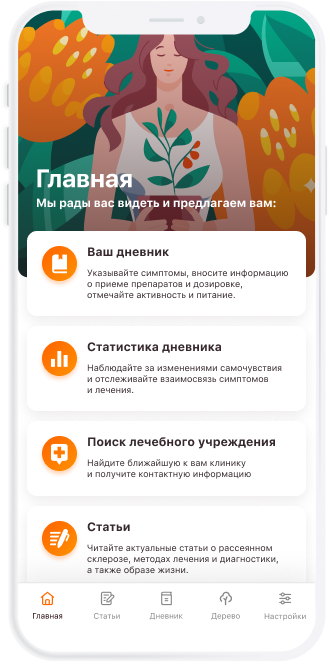 Главная
Мы рады вас видеть и предлагаем вам:
Ваш дневник
Указывайте симптомы, вносите информацию
о приеме препаратов и дозировке,
отмечайте активность и питание.
Статистика дневника
Наблюдайте за изменениями самочувствия
и отслеживайте взаимосвязь симптомов
и лечения.
Поиск лечебного учреждения
Найдите ближайшую к вам клинику
и получите контактную информацию
Статьи
Читайте актуальные статьи о рассеянном
склерозе, методах лечения и диагностики,
а также образе жизни.
Главная Статьи Дневник Дерево Настройки